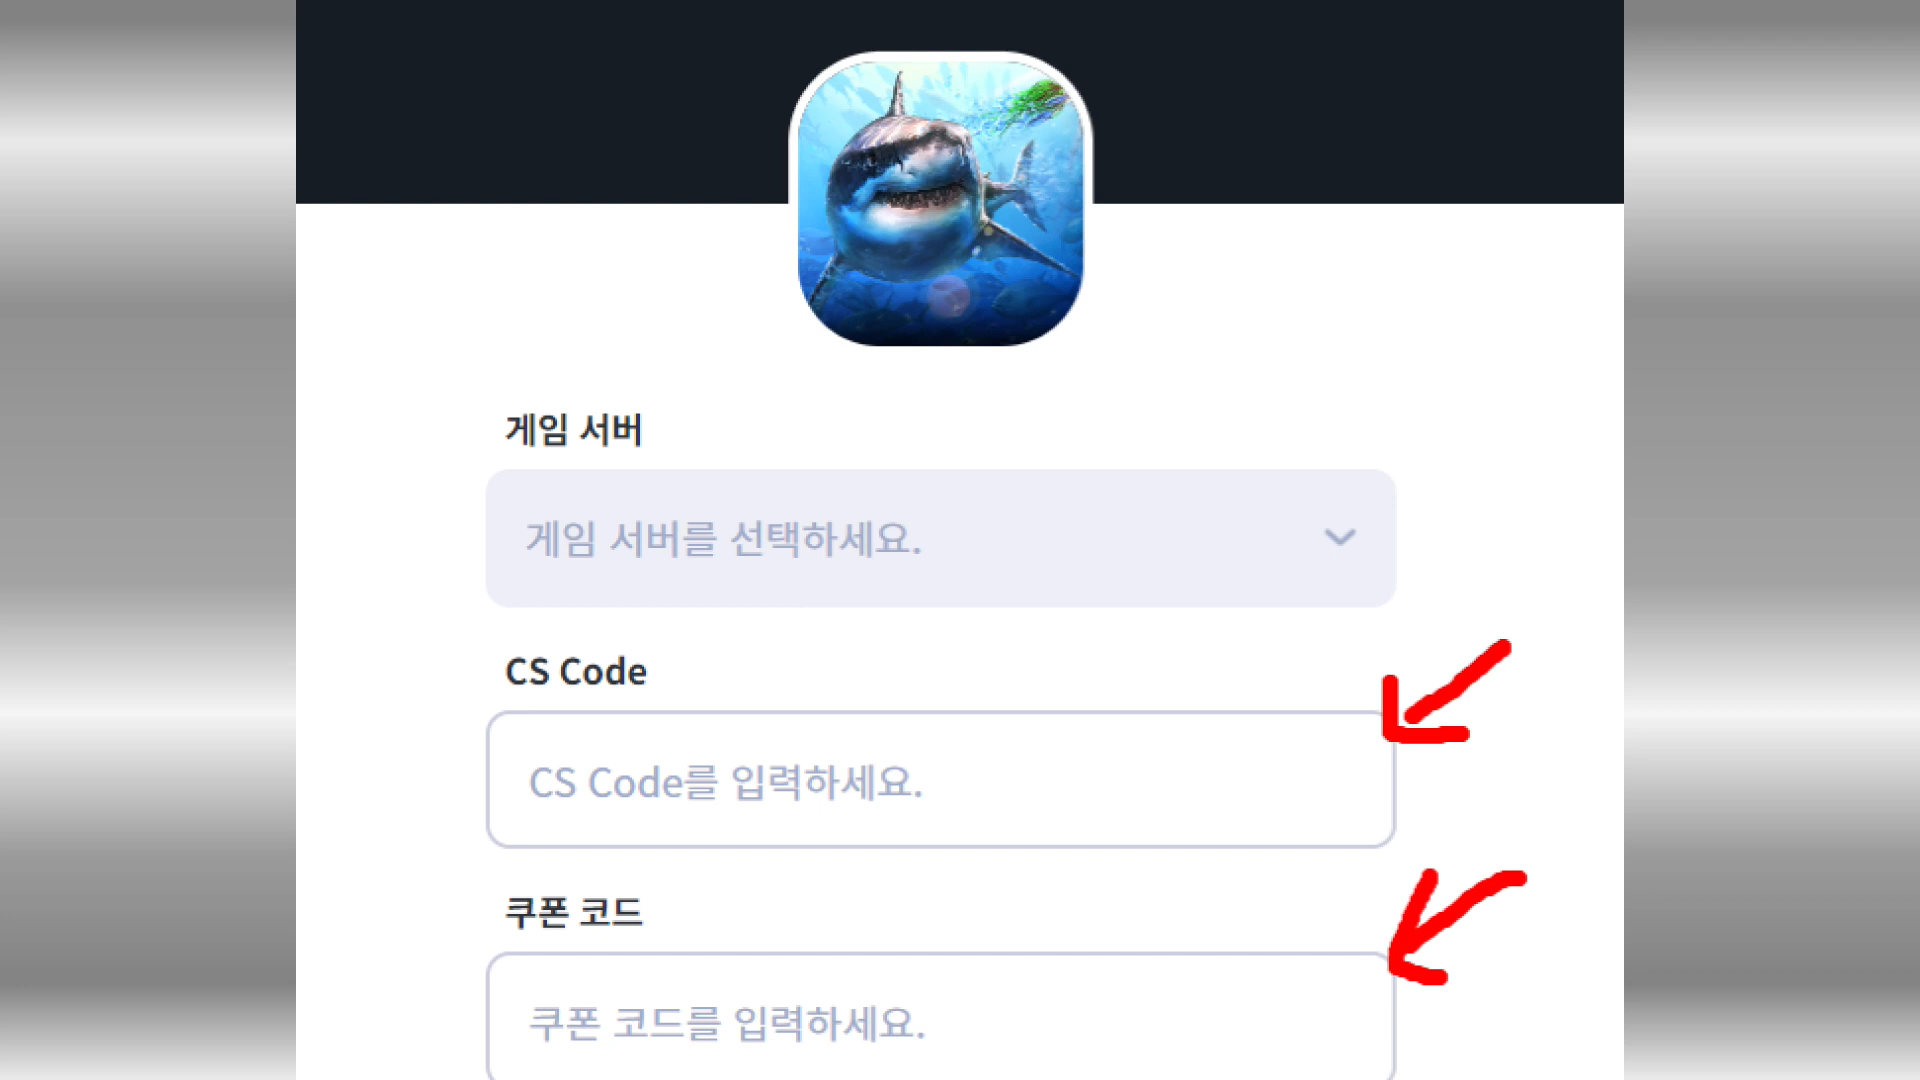 게임 서버
게임 서버를 선택하세요.
CS Code
CS Code를 입력하세요.
쿠폰 코드
쿠폰 코드를 입력하세요.